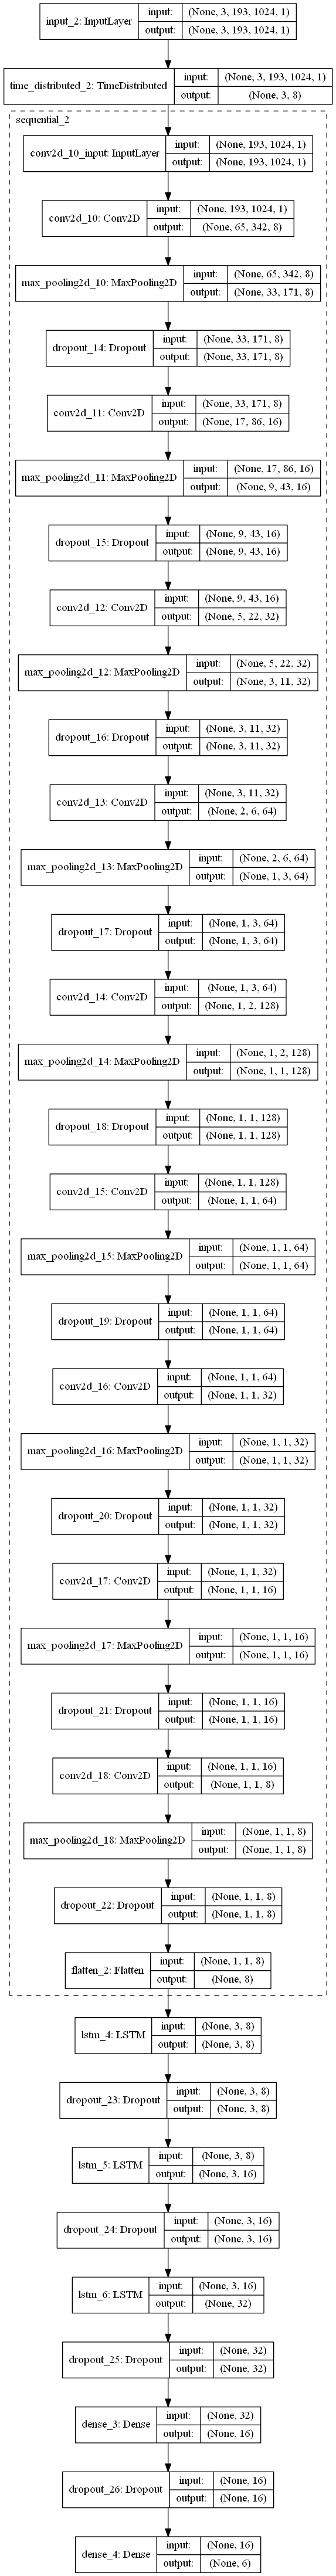 input_2: InputLayer
input: (None, 3, 193, 1024, 1)
output: (None, 3, 193, 1024, 1)
time_distributed_2: TimeDistributed
input: (None, 3, 193, 1024, 1)
output: (None, 3, 8)
sequential_2
conv2d_10_input: InputLayer
input: (None, 193, 1024, 1)
output: (None, 193, 1024, 1)
conv2d_10: Conv2D
input: (None, 193, 1024, 1)
output: (None, 65, 342, 8)
max_pooling2d_10: MaxPooling2D
input: (None, 65, 342, 8)
output: (None, 33, 171, 8)
dropout_14: Dropout
input: (None, 33, 171, 8)
output: (None, 33, 171, 8)
conv2d_11: Conv2D
input: (None, 33, 171, 8)
output: (None, 17, 86, 16)
max_pooling2d_11: MaxPooling2D
input: (None, 17, 86, 16)
output: (None, 9, 43, 16)
dropout_15: Dropout
input: (None, 9, 43, 16)
output: (None, 9, 43, 16)
conv2d_12: Conv2D
input: (None, 9, 43, 16)
output: (None, 5, 22, 32)
max_pooling2d_12: MaxPooling2D
input: (None, 5, 22, 32)
output: (None, 3, 11, 32)
dropout_16: Dropout
input: (None, 3, 11, 32)
output: (None, 3, 11, 32)
conv2d_13: Conv2D
input: (None, 3, 11, 32)
output: (None, 2, 6, 64)
max_pooling2d_13: MaxPooling2D
input: (None, 2, 6, 64)
output: (None, 1, 3, 64)
dropout_17: Dropout
input: (None, 1, 3, 64)
output: (None, 1, 3, 64)
conv2d_14: Conv2D
input: (None, 1, 3, 64)
output: (None, 1, 2, 128)
max_pooling2d_14: MaxPooling2D
input: (None, 1, 2, 128)
output: (None, 1, 1, 128)
dropout_18: Dropout
input: (None, 1, 1, 128)
output: (None, 1, 1, 128)
conv2d_15: Conv2D
input: (None, 1, 1, 128)
output: (None, 1, 1, 64)
max_pooling2d_15: MaxPooling2D
input: (None, 1, 1, 64)
output: (None, 1, 1, 64)
dropout_19: Dropout
input: (None, 1, 1, 64)
output: (None, 1, 1, 64)
conv2d_16: Conv2D
input: (None, 1, 1, 64)
output: (None, 1, 1, 32)
max_pooling2d_16: MaxPooling2D
input: (None, 1, 1, 32)
output: (None, 1, 1, 32)
dropout_20: Dropout
input: (None, 1, 1, 32)
output: (None, 1, 1, 32)
conv2d_17: Conv2D
input: (None, 1, 1, 32)
output: (None, 1, 1, 16)
max_pooling2d_17: MaxPooling2D
input: (None, 1, 1, 16)
output: (None, 1, 1, 16)
dropout_21: Dropout
input: (None, 1, 1, 16)
output: (None, 1, 1, 16)
conv2d_18: Conv2D
input: (None, 1, 1, 16)
output: (None, 1, 1, 8)
max_pooling2d_18: MaxPooling2D
input: (None, 1, 1, 8)
output: (None, 1, 1, 8)
dropout_22: Dropout
input: (None, 1, 1, 8)
output: (None, 1, 1, 8)
flatten_2: Flatten
input: (None, 1, 1, 8)
output: (None, 8)
lstm_4: LSTM
input: (None, 3, 8)
output: (None, 3, 8)
dropout_23: Dropout
input: (None, 3, 8)
output: (None, 3, 8)
lstm_5: LSTM
input: (None, 3, 8)
output: (None, 3, 16)
dropout_24: Dropout
input: (None, 3, 16)
output: (None, 3, 16)
lstm_6: LSTM
input: (None, 3, 16)
output: (None, 32)
dropout_25: Dropout
input: (None, 32)
output: (None, 32)
dense_3: Dense
input: (None, 32)
output: (None, 16)
dropout_26: Dropout
input: (None, 16)
output: (None, 16)
dense_4: Dense
input: (None, 16)
output: (None, 6)